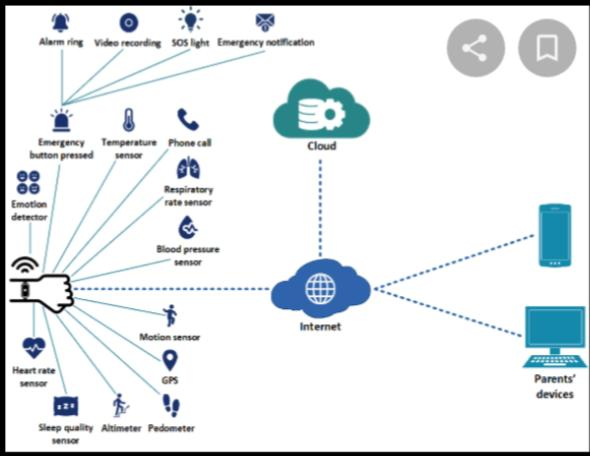 Alarm ring
Video recording
SOS light
Emergency notification
Emergency
button pressed
Temperature
sensor
Phone call
Emotion
detector
Respiratory
rate sensor
Blood pressure
sensor
Motion sensor
GPS
Heart rate
sensor
zzz
Sleep quality
sensor
Altimeter
Pedometer
Cloud
Internet
Parents'
devices